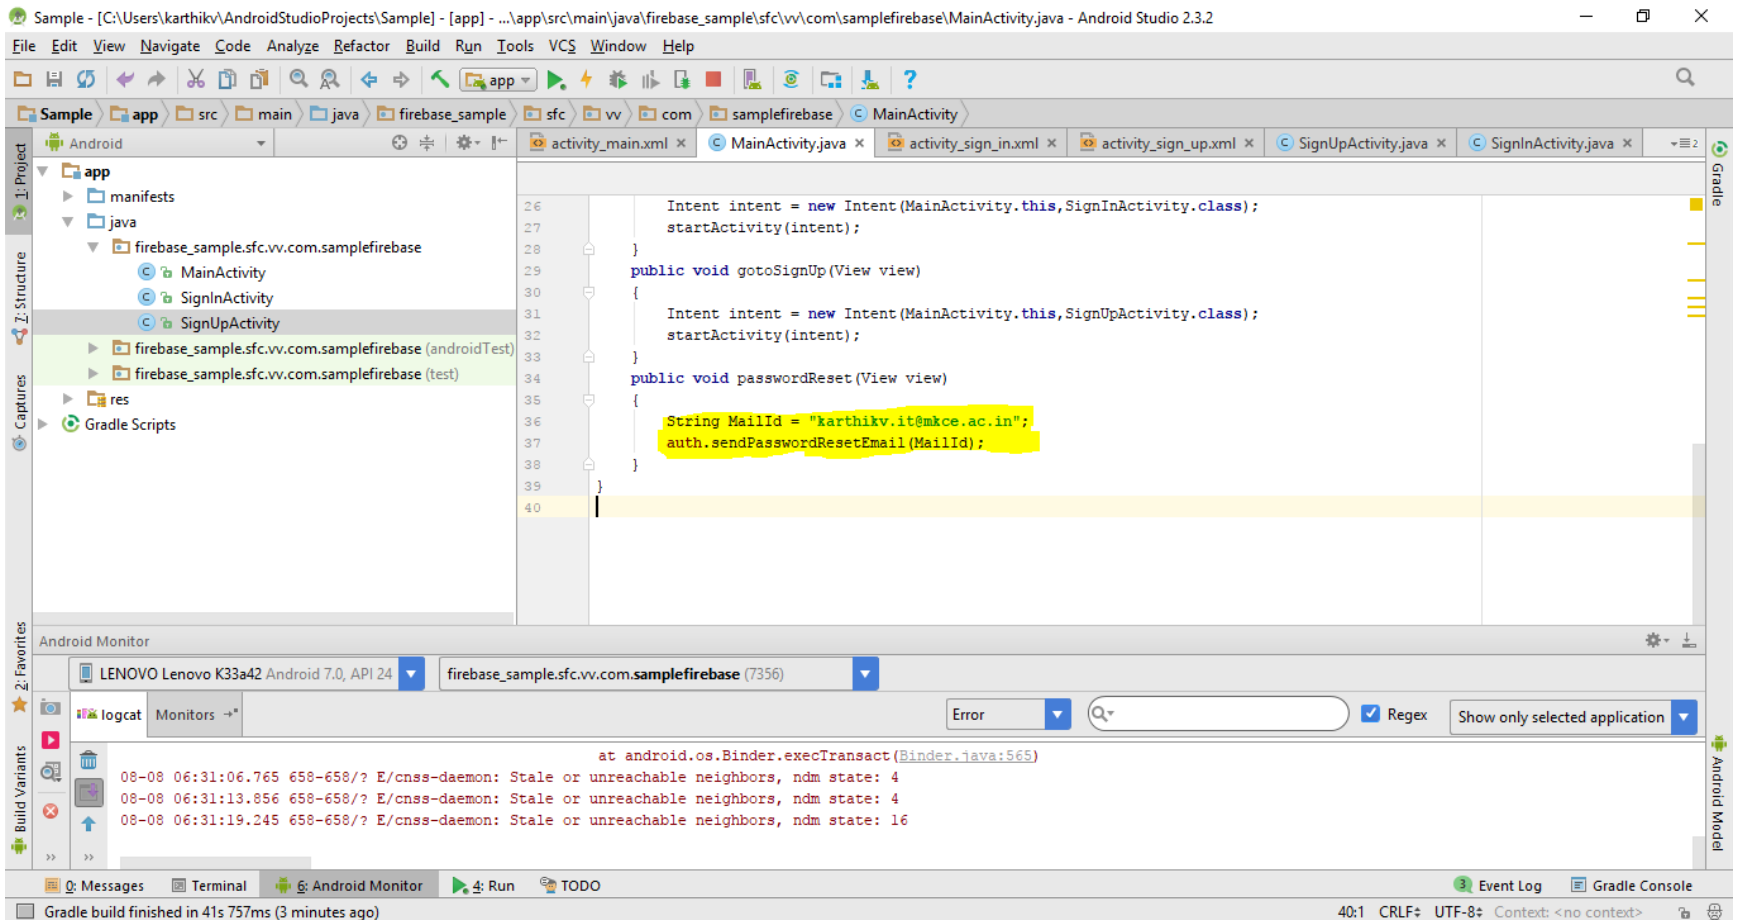 Sample - [C:\Users\karthikv\AndroidStudioProjects\Sample] - [app] - ...\app\src\main\java\firebase_sample\sfc\vv\com\samplefirebase\MainActivity.java - Android Studio 2.3.2
File Edit View Navigate Code Analyze Refactor Build Run Tools VCS Window Help
app
Sample app src main java firebase_sample sfc vv com samplefirebase MainActivity
Android
activity_main.xml MainActivity.java activity_sign_in.xml activity_sign_up.xml SignUpActivity.java SignInActivity.java 2
1: Project
7: Structure
Captures
2: Favorites
Build Variants
app
manifests
java
firebase_sample.sfc.vv.com.samplefirebase
MainActivity
SignInActivity
SignUpActivity
firebase_sample.sfc.vv.com.samplefirebase (androidTest)
firebase_sample.sfc.vv.com.samplefirebase (test)
res
Gradle Scripts
26 Intent intent = new Intent(MainActivity.this,SignInActivity.class);
27 startActivity(intent);
28 }
29 public void gotoSignUp(View view)
30 {
31 Intent intent = new Intent(MainActivity.this,SignUpActivity.class);
32 startActivity(intent);
33 }
34 public void passwordReset(View view)
35 {
36 String MailId = "karthikv.it@mkce.ac.in";
37 auth.sendPasswordResetEmail(MailId);
38 }
39 }
40
Gradle
Android Model
Android Monitor
LENOVO Lenovo K33a42 Android 7.0, API 24 firebase_sample.sfc.vv.com.samplefirebase (7356)
logcat Monitors Error Regex Show only selected application
at android.os.Binder.execTransact(Binder.java:565)
08-08 06:31:06.765 658-658/? E/cnss-daemon: Stale or unreachable neighbors, ndm state: 4
08-08 06:31:13.856 658-658/? E/cnss-daemon: Stale or unreachable neighbors, ndm state: 4
08-08 06:31:19.245 658-658/? E/cnss-daemon: Stale or unreachable neighbors, ndm state: 16
0: Messages Terminal 6: Android Monitor 4: Run TODO 3 Event Log Gradle Console
Gradle build finished in 41s 757ms (3 minutes ago) 40:1 CRLF UTF-8 Context: <no context>